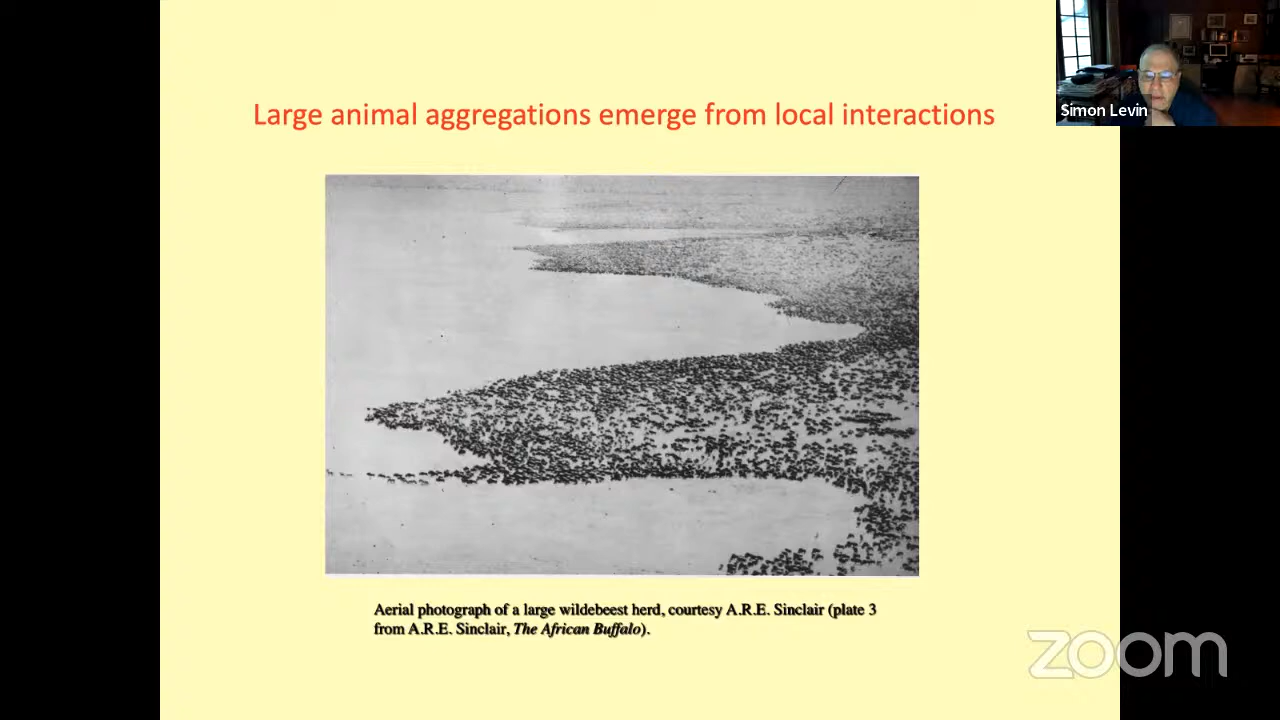 Large animal aggregations emerge from local interactions
Simon Levin
Aerial photograph of a large wildebeest herd, courtesy A.R.E. Sinclair (plate 3
from A.R.E. Sinclair, The African Buffalo).
zoom